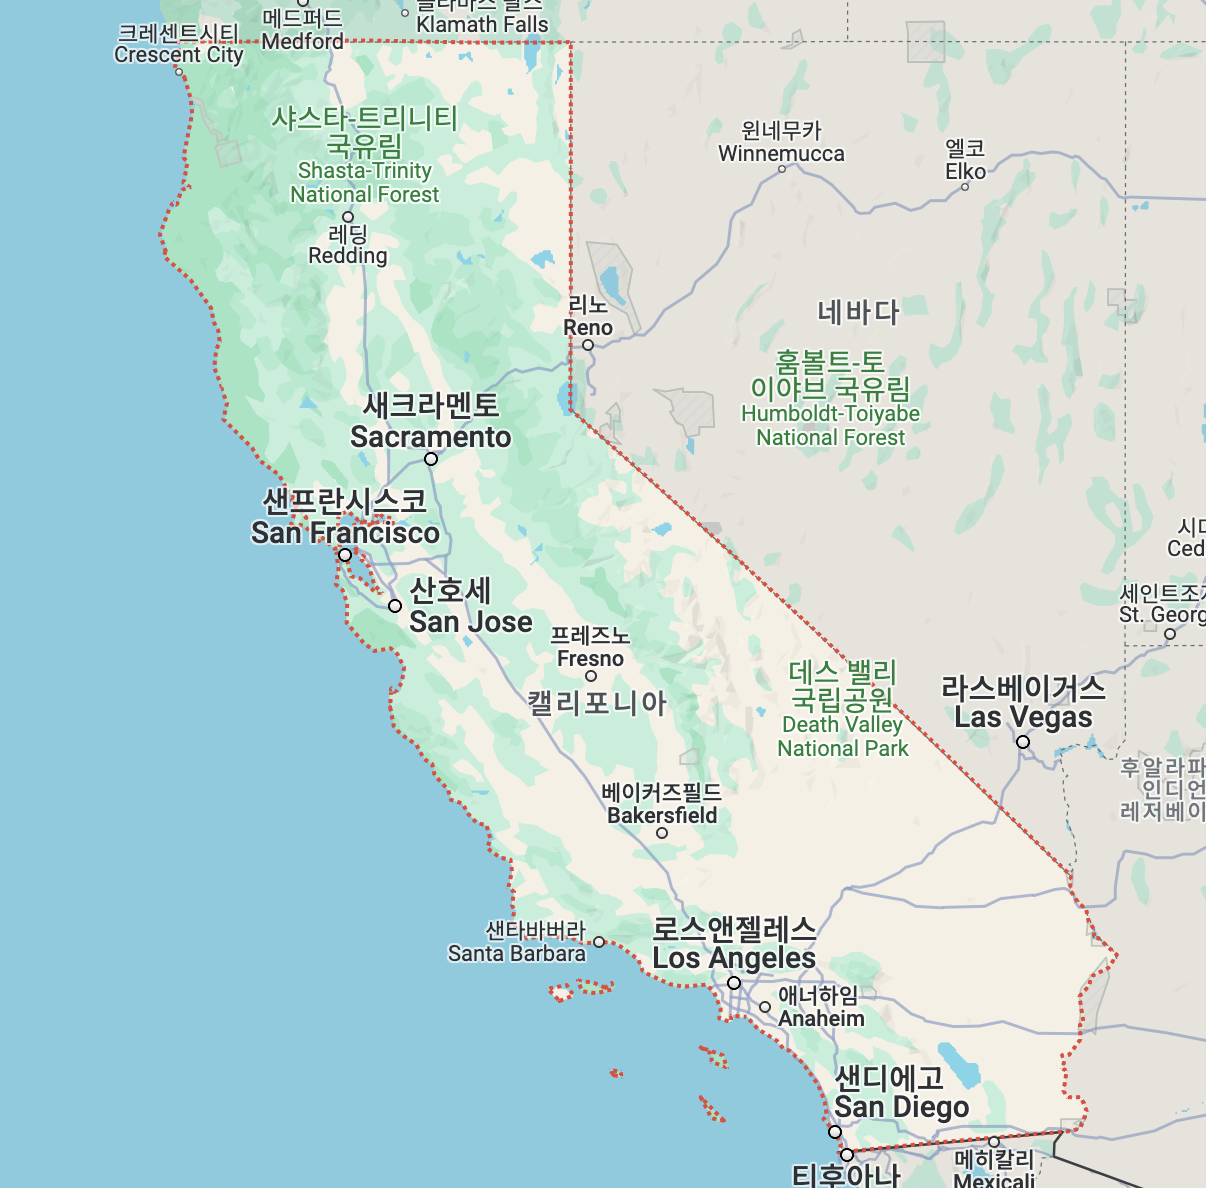 크레센트시티
Crescent City
메드퍼드
Medford
클라마스 폴스
Klamath Falls
샤스타 트리니티
국유림
Shasta-Trinity
National Forest
레딩
Redding
윈네무카
Winnemucca
엘코
Elko
리노
Reno
네바다
훔볼트-토
이야브 국유림
Humboldt-Toiyabe
National Forest
새크라멘토
Sacramento
샌프란시스코
San Francisco
산호세
San Jose
프레즈노
Fresno
캘리포니아
데스 밸리
국립공원
Death Valley
National Park
시더
Ced
세인트조지
St. Georg
라스베이거스
Las Vegas
후알라파
인디언
레저베이
베이커즈필드
Bakersfield
샌타바버라
Santa Barbara
로스앤젤레스
Los Angeles
애너하임
Anaheim
샌디에고
San Diego
티후아나
메히칼리
Mexicali